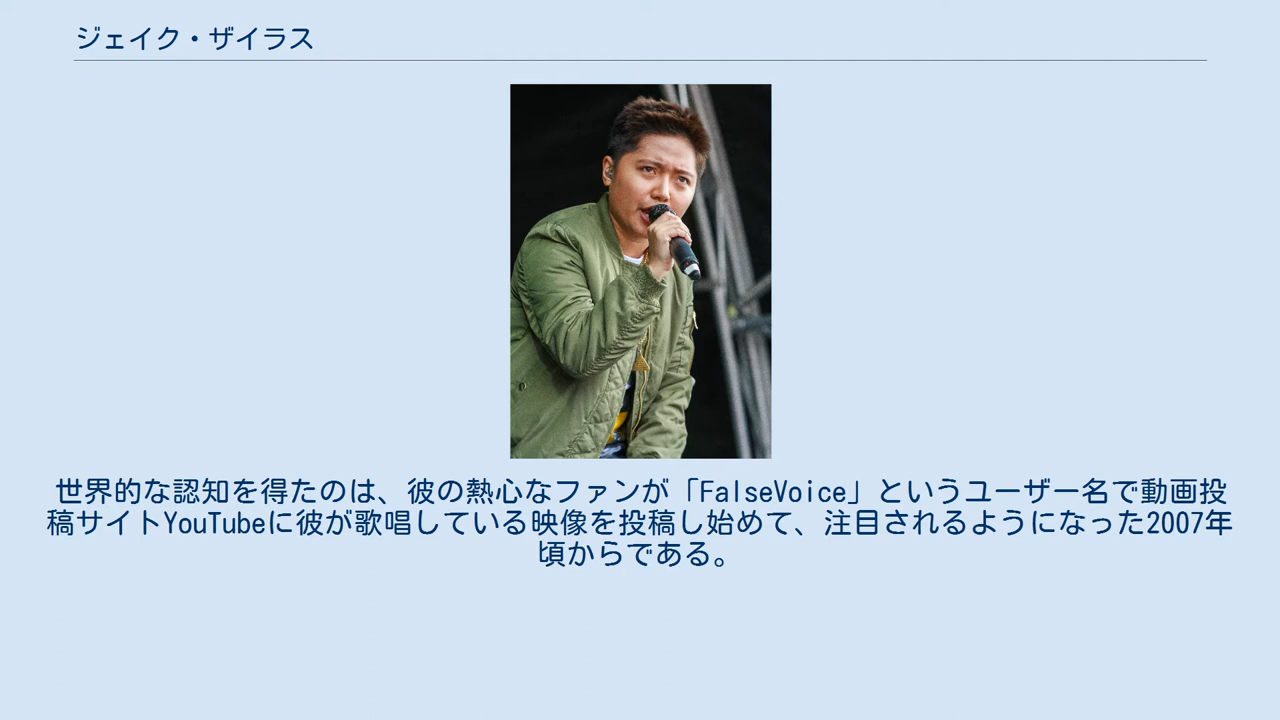 ジェイク・ザイラス
世界的な認知を得たのは、彼の熱心なファンが「FalseVoice」というユーザー名で動画投
稿サイトYouTubeに彼が歌唱している映像を投稿し始めて、注目されるようになった2007年
頃からである。